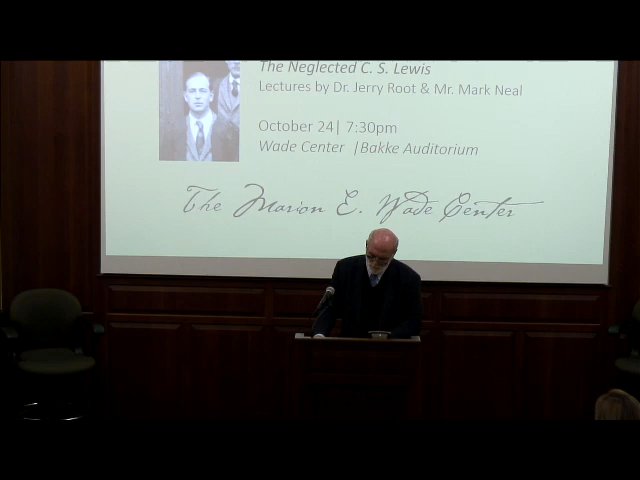 The Neglected C. S. Lewis
Lectures by Dr. Jerry Root & Mr. Mark Neal
October 24| 7:30pm
Wade Center |Bakke Auditorium
The Marion E. Wade Center